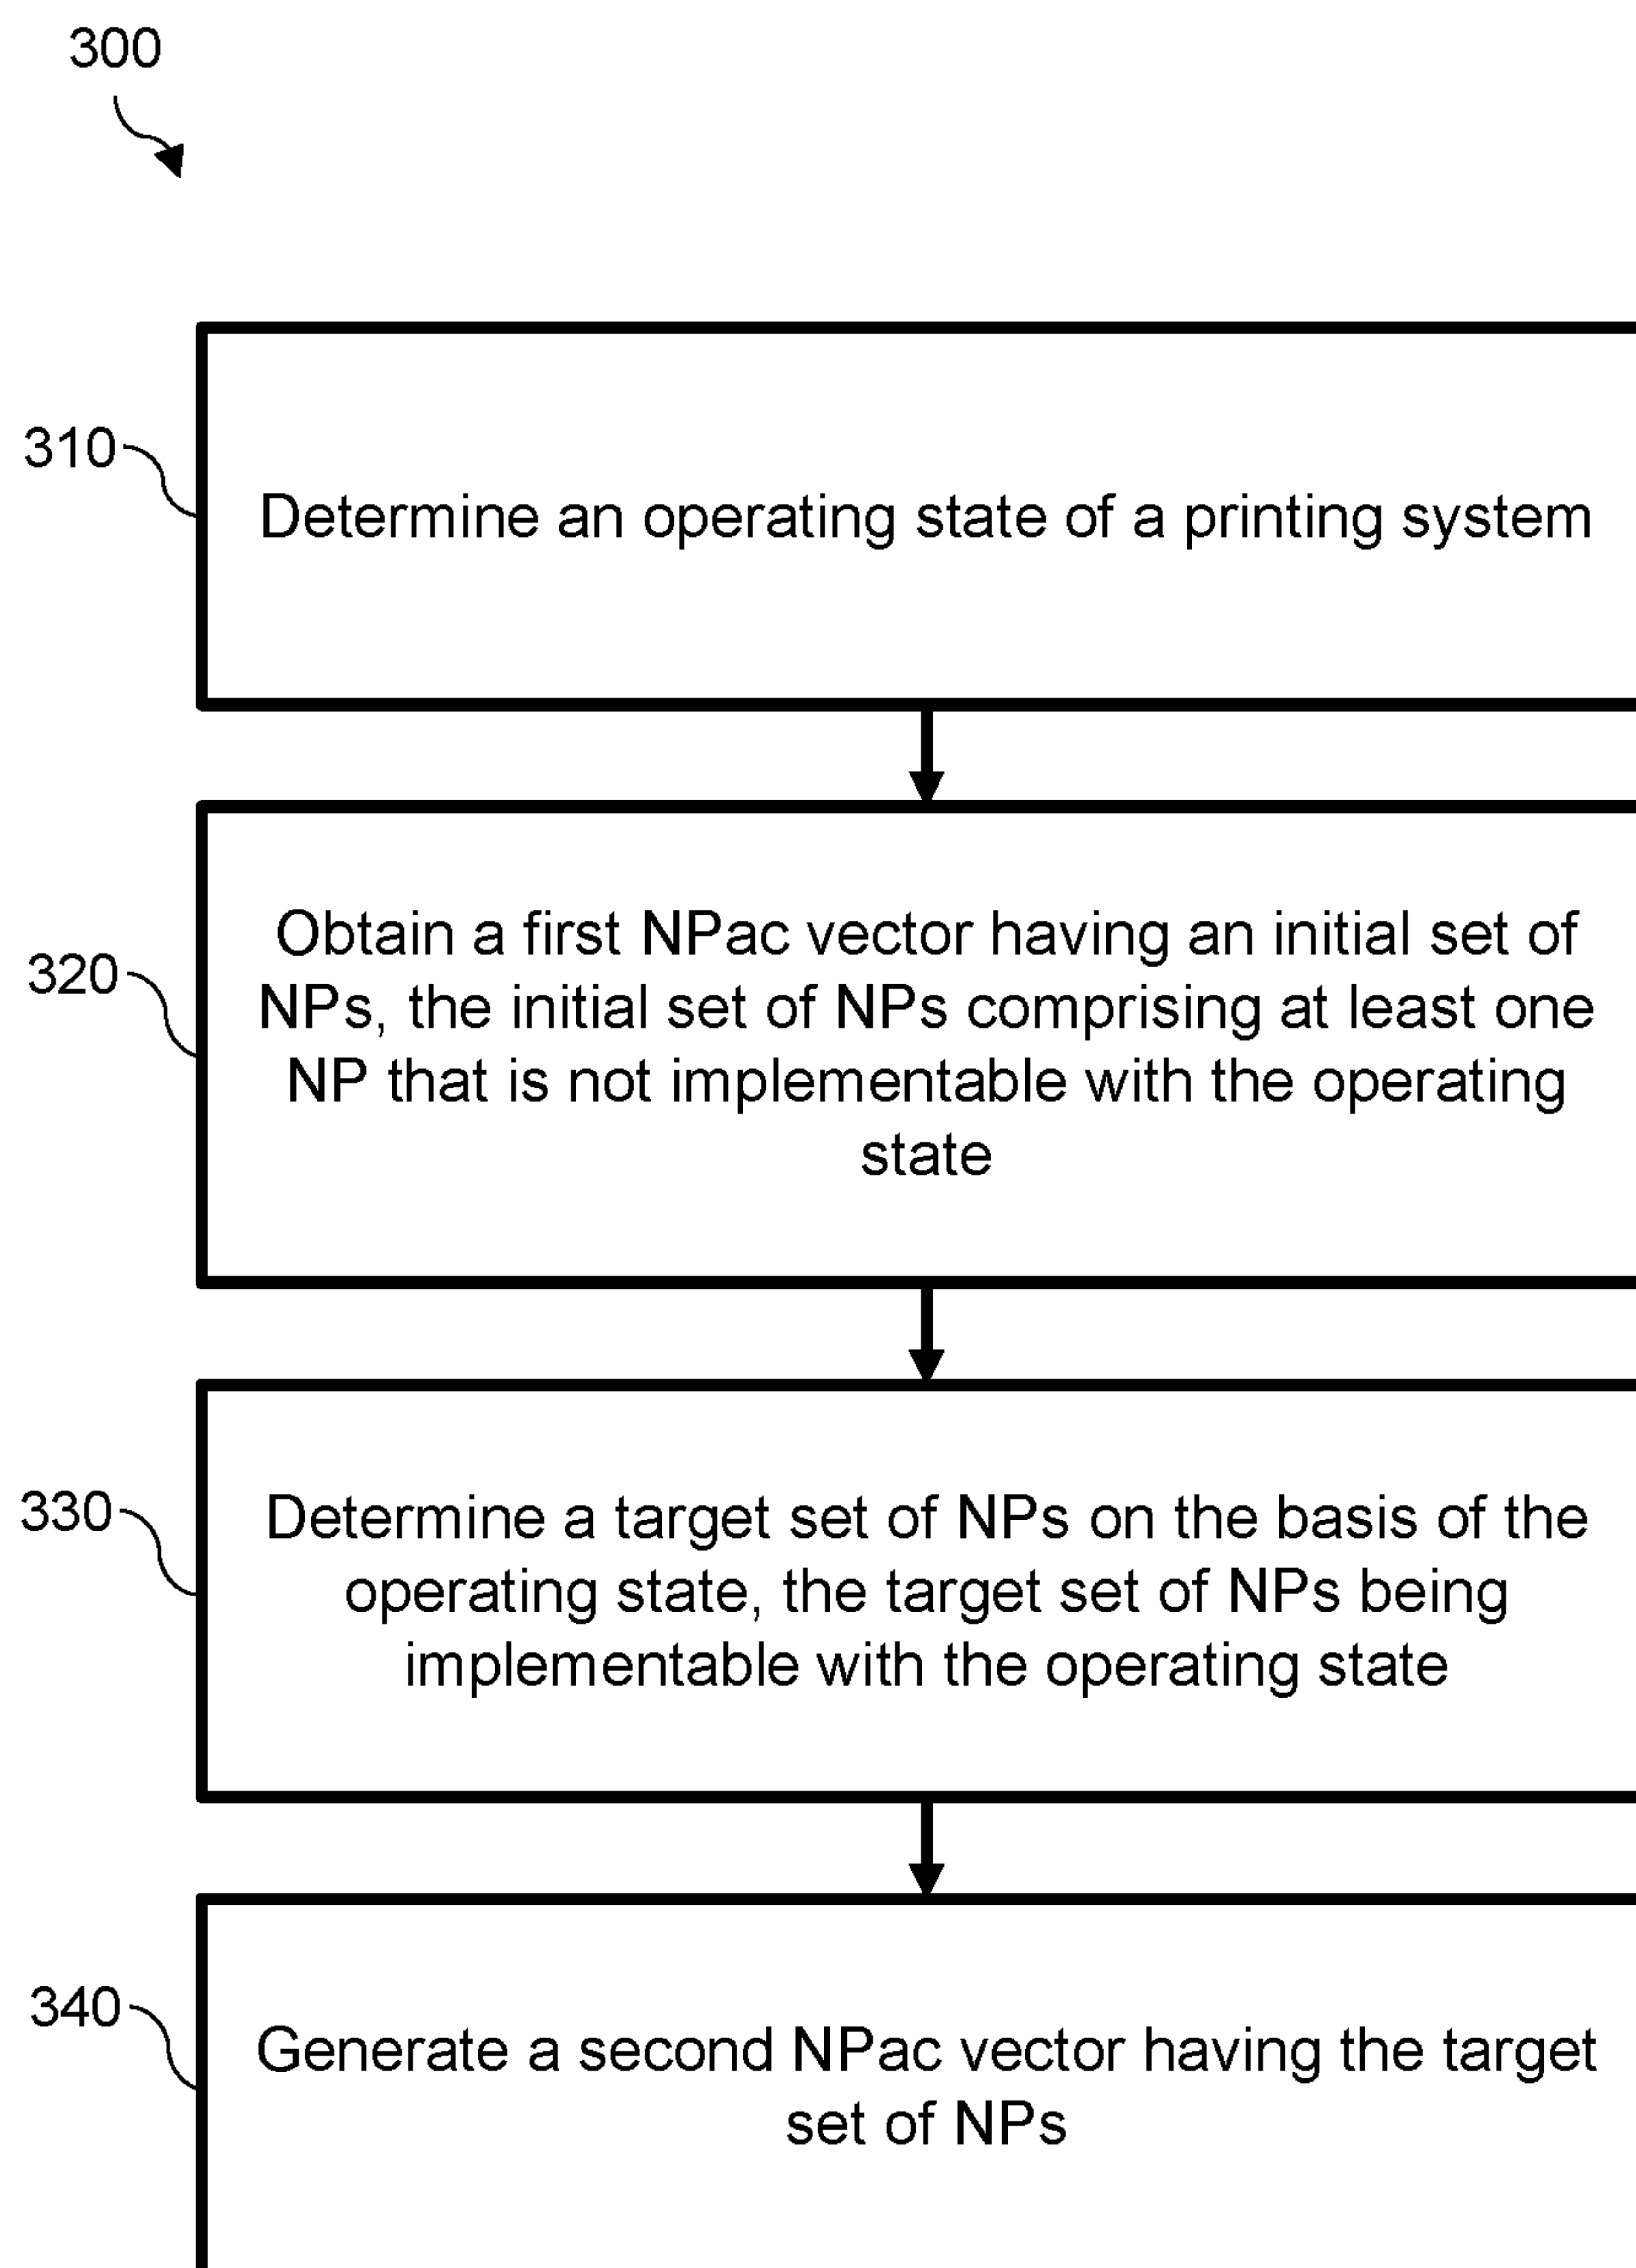 300
310
Determine an operating state of a printing system
320
Obtain a first NPac vector having an initial set of
NPs, the initial set of NPs comprising at least one
NP that is not implementable with the operating
state
330
Determine a target set of NPs on the basis of the
operating state, the target set of NPs being
implementable with the operating state
340
Generate a second NPac vector having the target
set of NPs